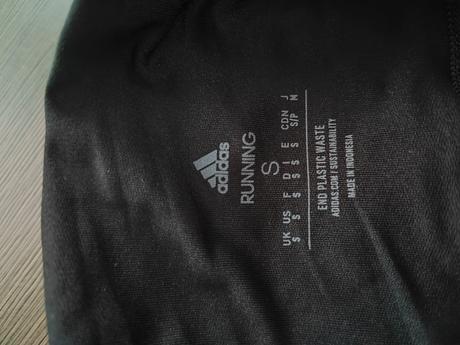 adidas
RUNNING
S
UK US F D I E CDN J
S S S S S S S/P M
END PLASTIC WASTE
ADIDAS.COM / SUSTAINABILITY
MADE IN INDONESIA